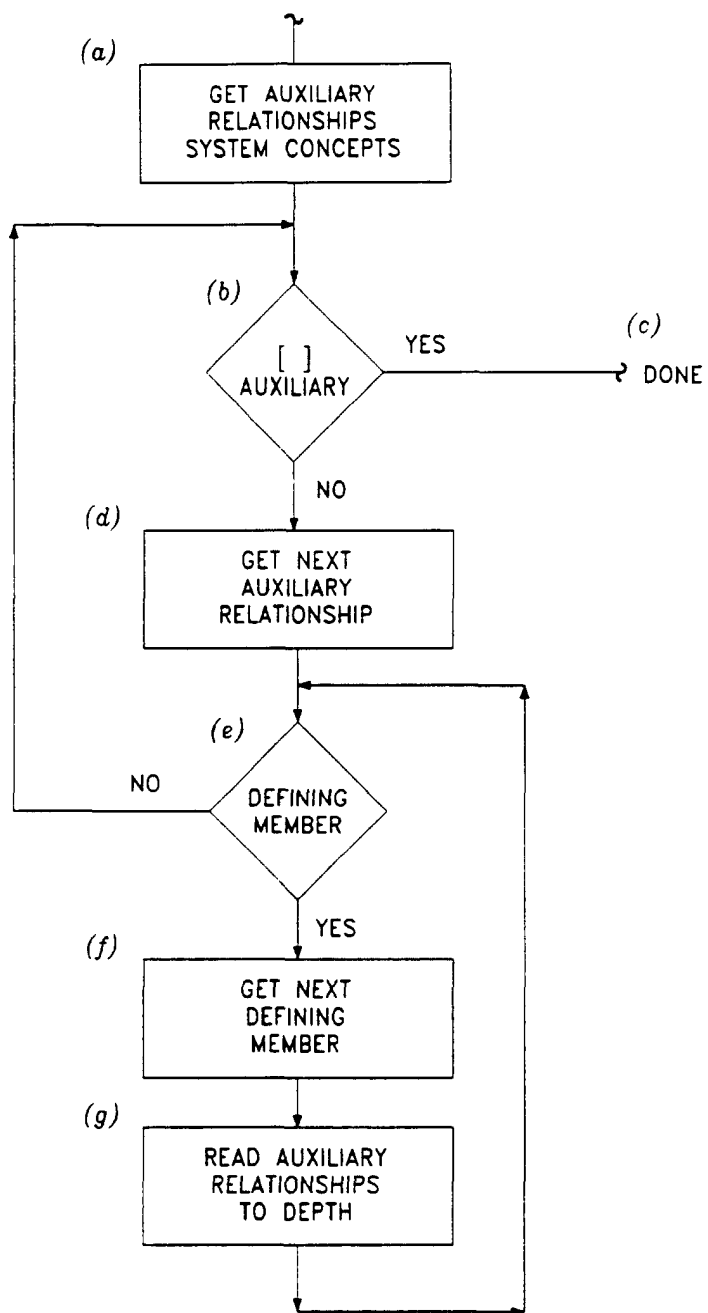 (a)
GET AUXILIARY
RELATIONSHIPS
SYSTEM CONCEPTS
(b)
[ ]
AUXILIARY
YES
(c)
DONE
NO
(d)
GET NEXT
AUXILIARY
RELATIONSHIP
(e)
NO
DEFINING
MEMBER
YES
(f)
GET NEXT
DEFINING
MEMBER
(g)
READ AUXILIARY
RELATIONSHIPS
TO DEPTH